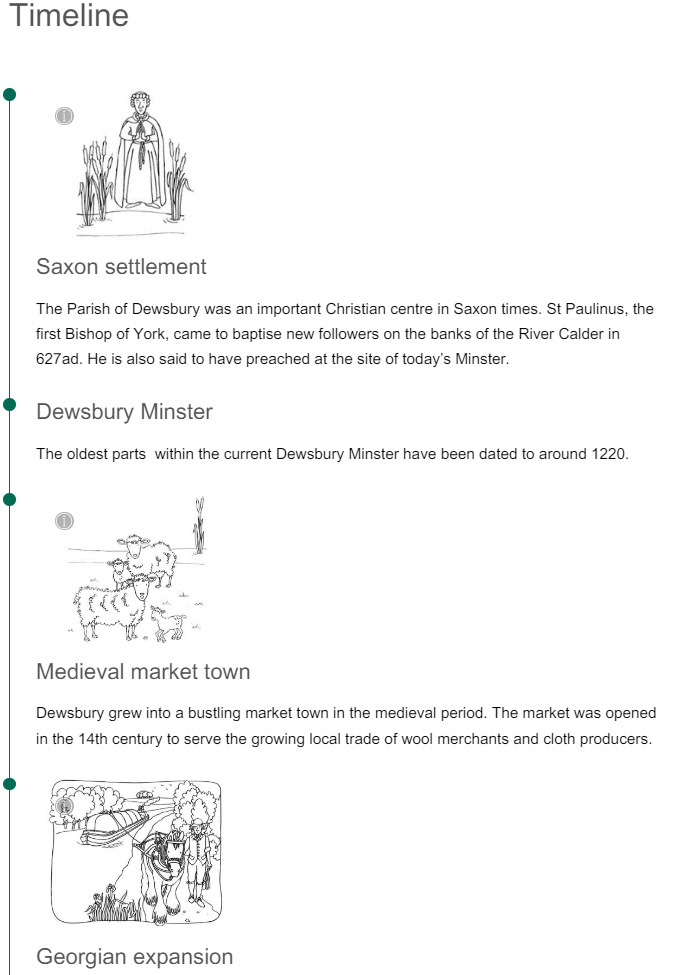 Timeline
Saxon settlement
The Parish of Dewsbury was an important Christian centre in Saxon times. St Paulinus, the
first Bishop of York, came to baptise new followers on the banks of the River Calder in
627ad. He is also said to have preached at the site of today's Minster.
Dewsbury Minster
The oldest parts  within the current Dewsbury Minster have been dated to around 1220.
Medieval market town
Dewsbury grew into a bustling market town in the medieval period. The market was opened
in the 14th century to serve the growing local trade of wool merchants and cloth producers.
Georgian expansion